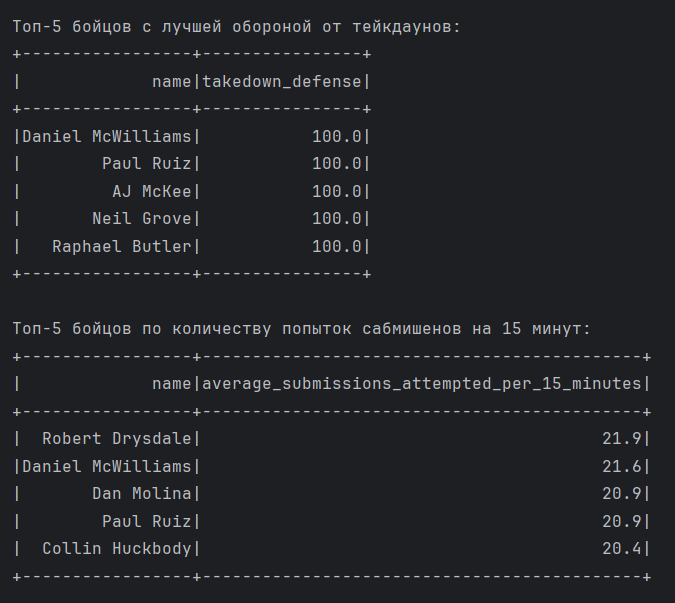 Топ-5 бойцов с лучшей обороной от тейкдаунов:
+-----------------+----------------+
|             name|takedown_defense|
+-----------------+----------------+
|Daniel McWilliams|           100.0|
|        Paul Ruiz|           100.0|
|         AJ McKee|           100.0|
|       Neil Grove|           100.0|
|   Raphael Butler|           100.0|
+-----------------+----------------+

Топ-5 бойцов по количеству попыток сабмишенов на 15 минут:
+-----------------+--------------------------------------------+
|             name|average_submissions_attempted_per_15_minutes|
+-----------------+--------------------------------------------+
|  Robert Drysdale|                                        21.9|
|Daniel McWilliams|                                        21.6|
|       Dan Molina|                                        20.9|
|        Paul Ruiz|                                        20.9|
|  Collin Huckbody|                                        20.4|
+-----------------+--------------------------------------------+